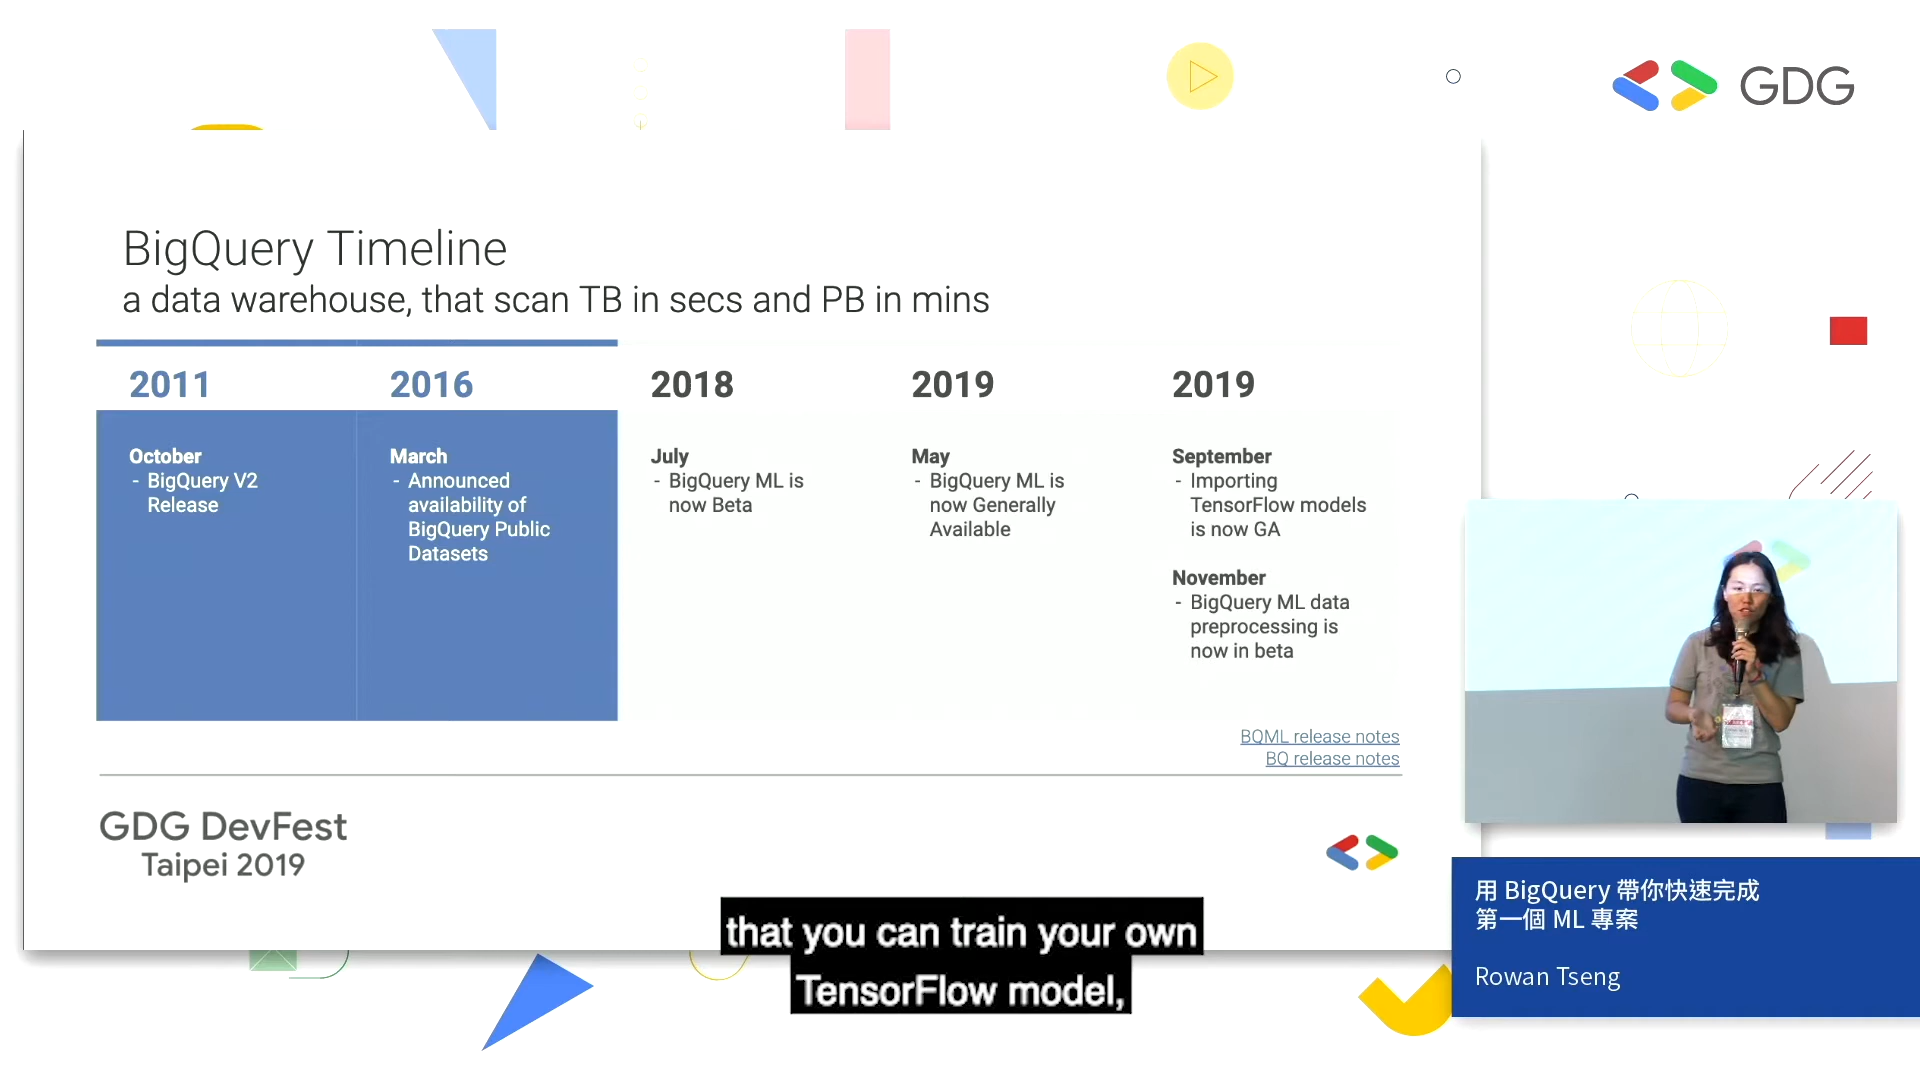 GDG
BigQuery Timeline
a data warehouse, that scan TB in secs and PB in mins
2011
October
- BigQuery V2
Release
2016
March
- Announced
availability of
BigQuery Public
Datasets
2018
July
- BigQuery ML is
now Beta
2019
May
- BigQuery ML is
now Generally
Available
2019
September
- Importing
TensorFlow models
is now GA
November
- BigQuery ML data
preprocessing is
now in beta
BQML release notes
BQ release notes
GDG DevFest
Taipei 2019
that you can train your own
TensorFlow model,
用 BigQuery 帶你快速完成
第一個 ML 專案
Rowan Tseng